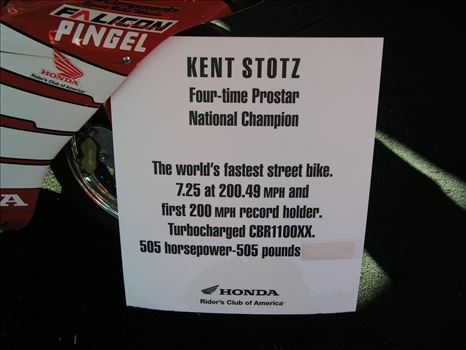 Components
FALICON
PINGEL
HONDA
Rider's Club of America
KENT STOTZ
Four-time Prostar
National Champion
The world's fastest street bike.
7.25 at 200.49 MPH and
first 200 MPH record holder.
Turbocharged CBR1100XX.
505 horsepower-505 pounds
HONDA
Rider's Club of America